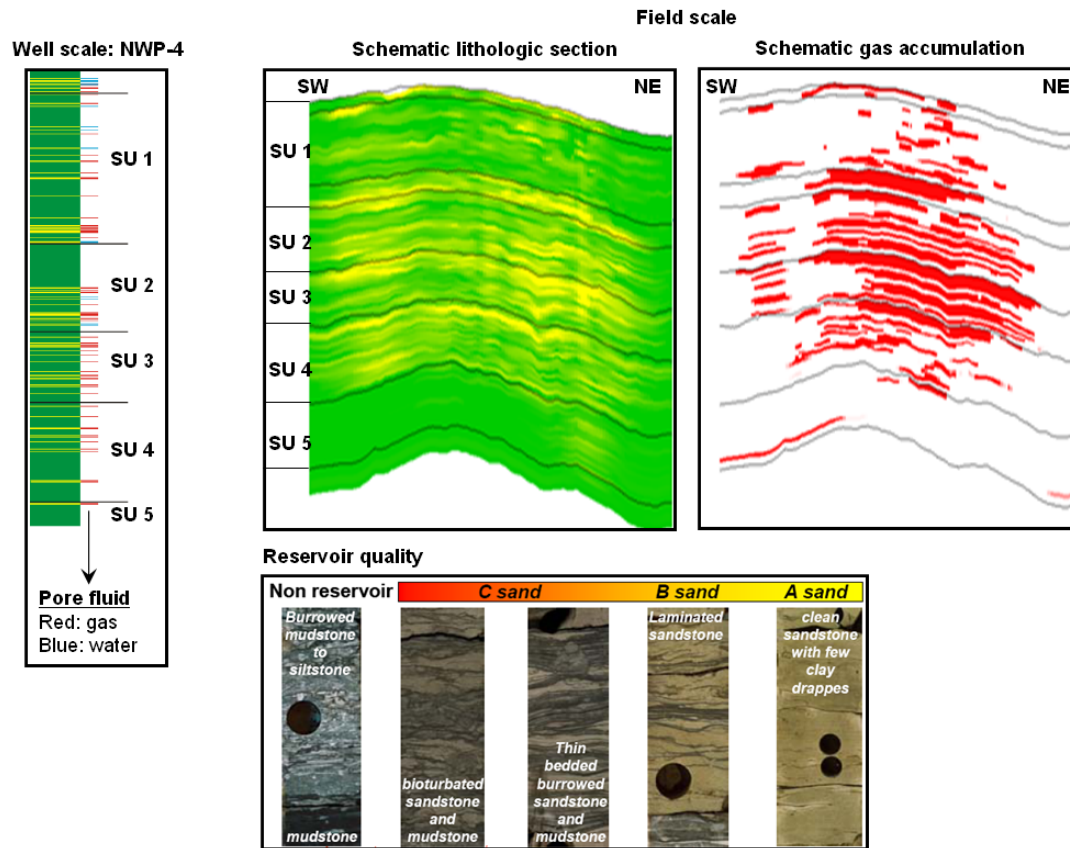 Field scale
Well scale: NWP-4
Schematic lithologic section
Schematic gas accumulation
SU 1
SU 2
SU 3
SU 4
SU 5
Pore fluid
Red: gas
Blue: water
SW
NE
SU 1
SU 2
SU 3
SU 4
SU 5
SW
NE
Reservoir quality
Non reservoir
C sand
B sand
A sand
Burrowed
mudstone
to
siltstone
mudstone
bioturbated
sandstone
and
mudstone
Thin
bedded
burrowed
sandstone
and
mudstone
Laminated
sandstone
clean
sandstone
with few
clay
drappes